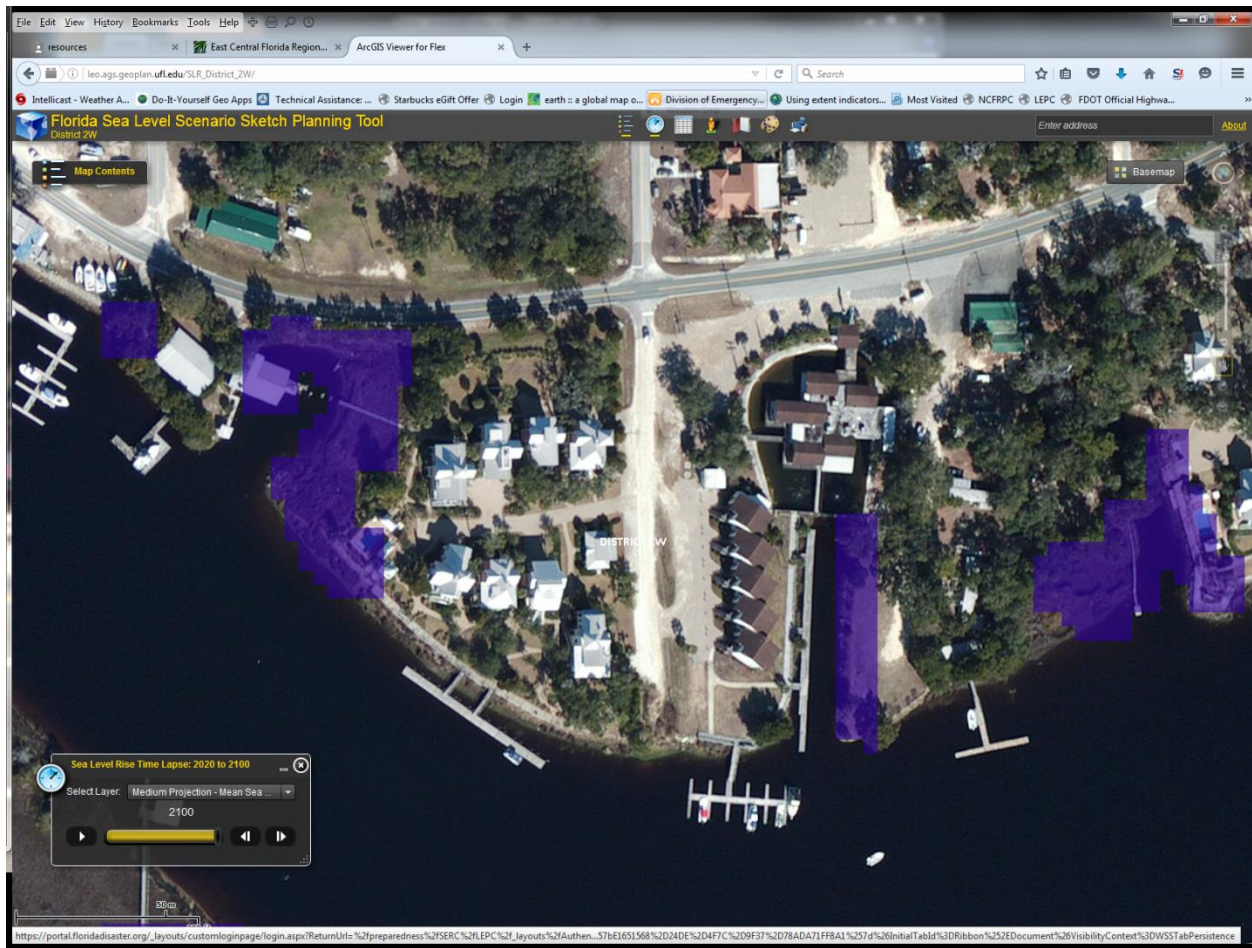 File Edit View History Bookmarks Tools Help
resources
East Central Florida Region...
ArcGIS Viewer for Flex
leo.ags.geoplan.ufl.edu/SLR_District_2W/
Search
Intellicast - Weather A... Do-It-Yourself Geo Apps Technical Assistance: ... Starbucks eGift Offer Login earth :: a global map o... Division of Emergency... Using extent indicators... Most Visited NCFRPC LEPC FDOT Official Highwa...
Florida Sea Level Scenario Sketch Planning Tool
District 2W
Enter address
About
Map Contents
Basemap
DISTRICT 2W
Sea Level Rise Time Lapse: 2020 to 2100
Select Layer: Medium Projection - Mean Sea ...
2100
50 m
https://portal.floridadisaster.org/_layouts/customloginpage/login.aspx?ReturnUrl=%2fpreparedness%2fSERC%2fLEPC%2f_layouts%2fAuthen...57bE1651568%2D24DE%2D4F7C%2D9F37%2D78ADA71FF8A1%257d%26InitialTabId%3DRibbon%252EDocument%26VisibilityContext%3DWSSTabPersistence